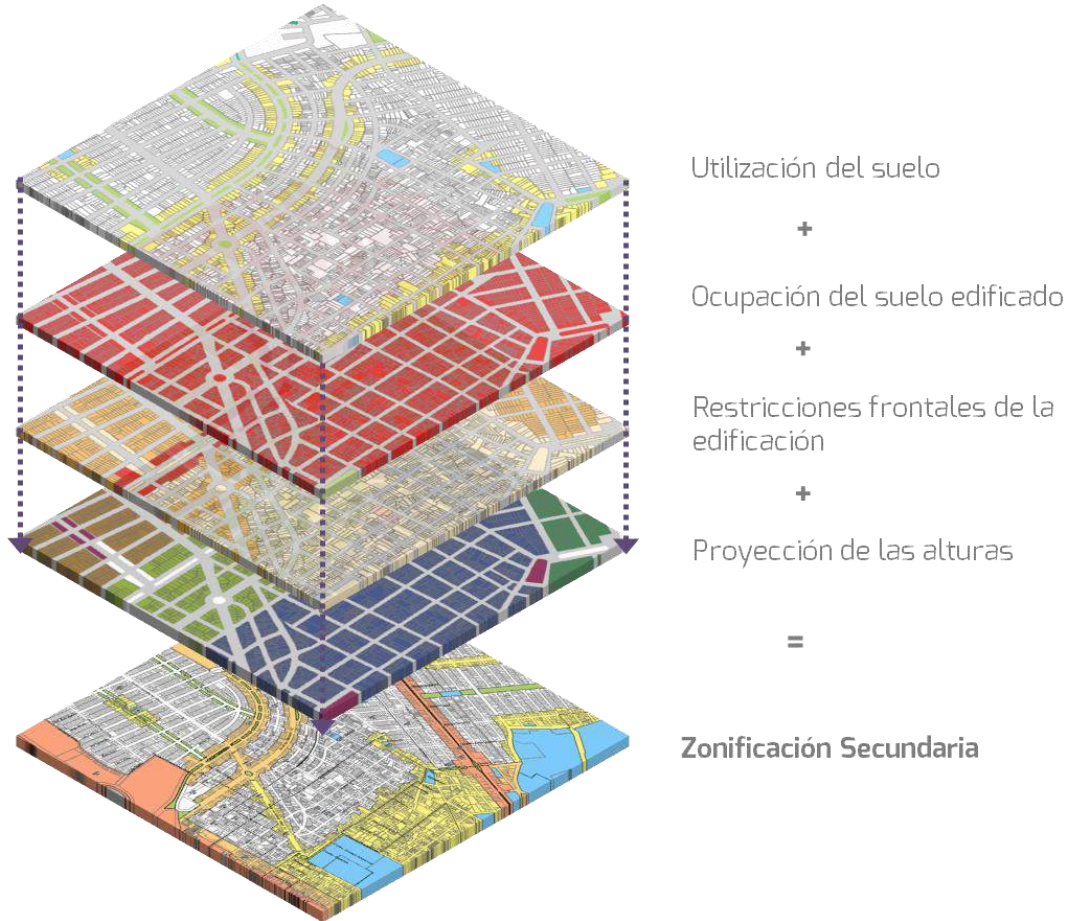 Utilización del suelo
+
Ocupación del suelo edificado
+
Restricciones frontales de la
edificación
+
Proyección de las alturas
=
Zonificación Secundaria